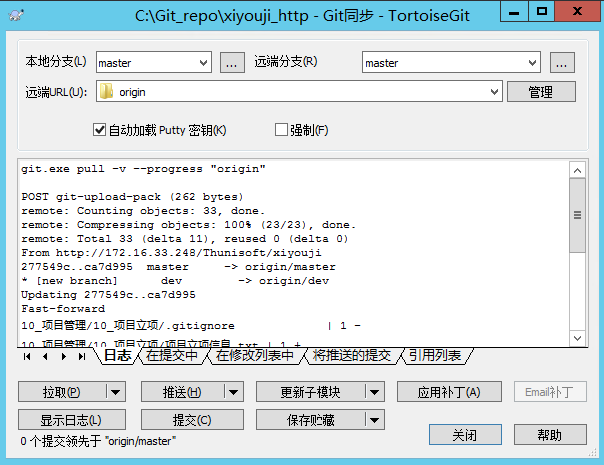 C:\Git_repo\xiyouji_http - Git同步 - TortoiseGit
本地分支(L) master ... 远端分支(R) master ...
远端URL(U): origin 管理
自动加载 Putty 密钥(K) 强制(F)
git.exe pull -v --progress "origin"
POST git-upload-pack (262 bytes)
remote: Counting objects: 33, done.
remote: Compressing objects: 100% (23/23), done.
remote: Total 33 (delta 11), reused 0 (delta 0)
From http://172.16.33.248/Thunisoft/xiyouji
277549c..ca7d995 master -> origin/master
* [new branch] dev -> origin/dev
Updating 277549c..ca7d995
Fast-forward
10_项目管理/10_项目立项/.gitignore | 1 -
10_项目管理/10_项目立项/项目立项信息.txt | 1 +
日志 在提交中 在修改列表中 将推送的提交 引用列表
拉取(P) 推送(H) 更新子模块 应用补丁(A) Email补丁
显示日志(L) 提交(C) 保存贮藏
0 个提交领先于 "origin/master" 关闭 帮助